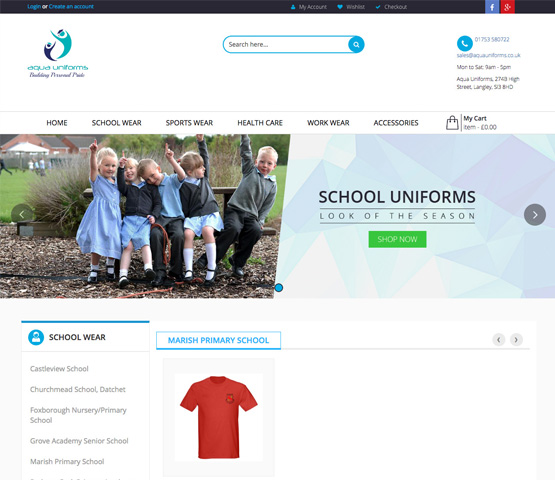 Login or Create an account
My Account
Wishlist
Checkout
aqua uniforms
Building Personal Pride
Search here...
01753 580722
sales@aquauniforms.co.uk
Mon to Sat: 9am - 5pm
Aqua Uniforms, 274B High
Street, Langley, Sl3 8HD
HOME
SCHOOL WEAR
SPORTS WEAR
HEALTH CARE
WORK WEAR
ACCESSORIES
My Cart
item - £0.00
SCHOOL UNIFORMS
LOOK OF THE SEASON
SHOP NOW
SCHOOL WEAR
Castleview School
Churchmead School, Datchet
Foxborough Nursery/Primary
School
Grove Academy Senior School
Marish Primary School
MARISH PRIMARY SCHOOL